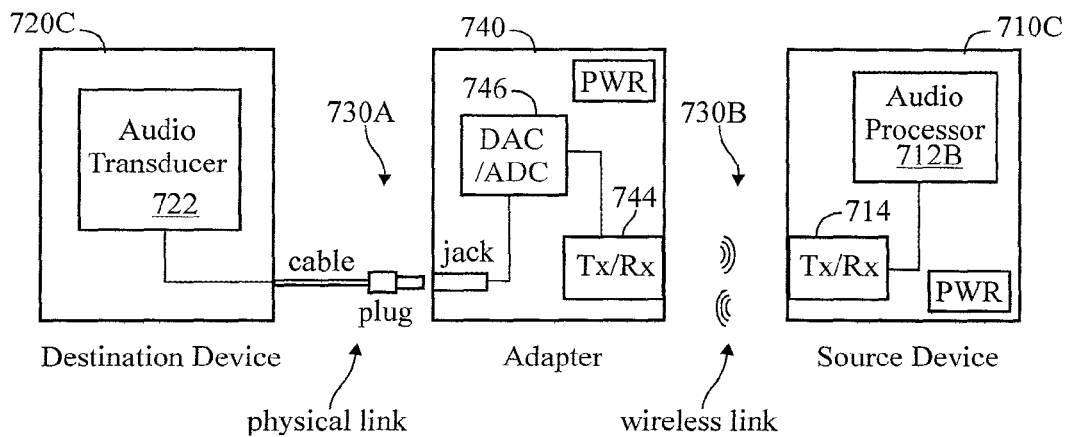 720C
740
710C
PWR
746
Audio
Transducer
722
730A
DAC
/ADC
730B
Audio
Processor
712B
744
714
cable
jack
Tx/Rx
Tx/Rx
plug
PWR
Destination Device
Adapter
Source Device
physical link
wireless link